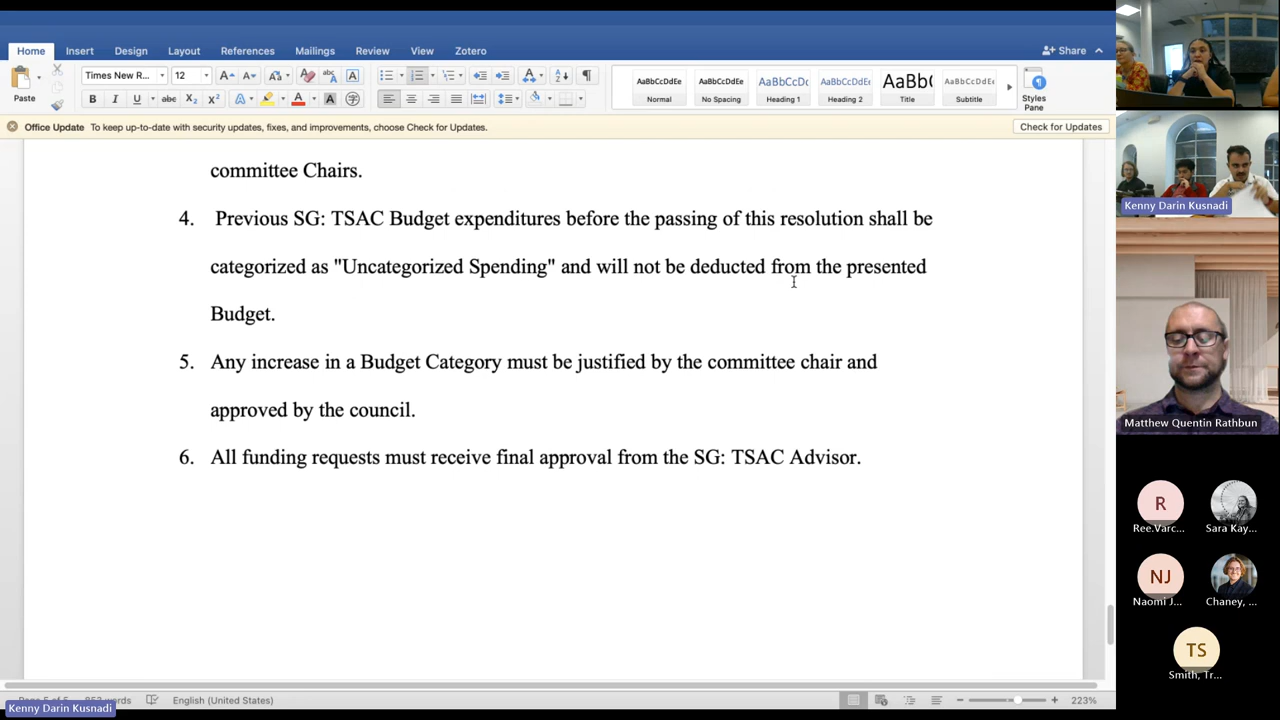 Home Insert Design Layout References Mailings Review View Zotero Share
Times New R... 12
Paste
AaBbCcDdEe AaBbCcDdEe AaBbCcDc AaBbCcDdEe AaBb( AaBbCcDdEe
Normal No Spacing Heading 1 Heading 2 Title Subtitle Styles Pane
Office Update To keep up-to-date with security updates, fixes, and improvements, choose Check for Updates. Check for Updates
committee Chairs.
4. Previous SG: TSAC Budget expenditures before the passing of this resolution shall be
categorized as "Uncategorized Spending" and will not be deducted from the presented
Budget.
5. Any increase in a Budget Category must be justified by the committee chair and
approved by the council.
6. All funding requests must receive final approval from the SG: TSAC Advisor.
English (United States) 223%
Kenny Darin Kusnadi
Kenny Darin Kusnadi
Matthew Quentin Rathbun
R
Ree.Varc... Sara Kay...
NJ
Naomi J... Chaney, ...
TS
Smith, Tr...